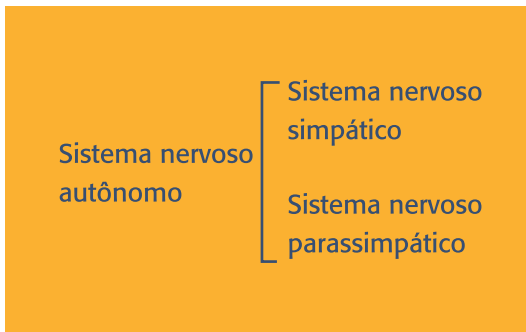 Sistema nervoso
autônomo
Sistema nervoso
simpático
Sistema nervoso
parassimpático